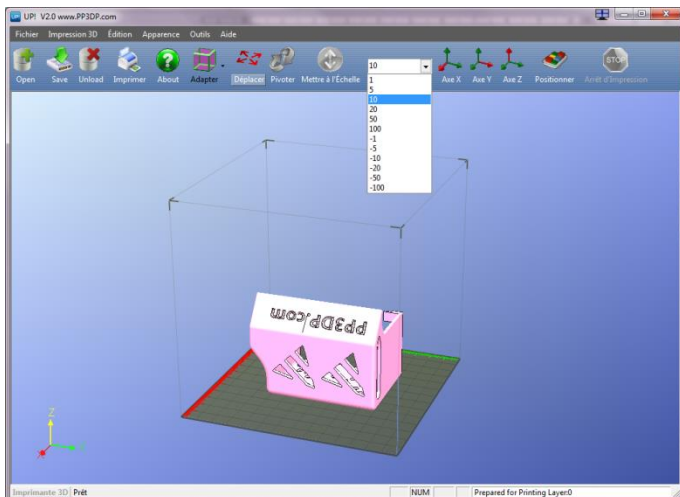 UP! V2.0 www.PP3DP.com
Fichier Impression 3D Édition Apparence Outils Aide
10
Open Save Unload Imprimer About Adapter Déplacer Pivoter Mettre à l'Échelle Axe X Axe Y Axe Z Positionner Arrêt d'Impression
STOP
1
5
10
20
50
100
-1
-5
-10
-20
-50
-100
pp3DP.com
Z
Imprimante 3D Prêt NUM Prepared for Printing Layer:0